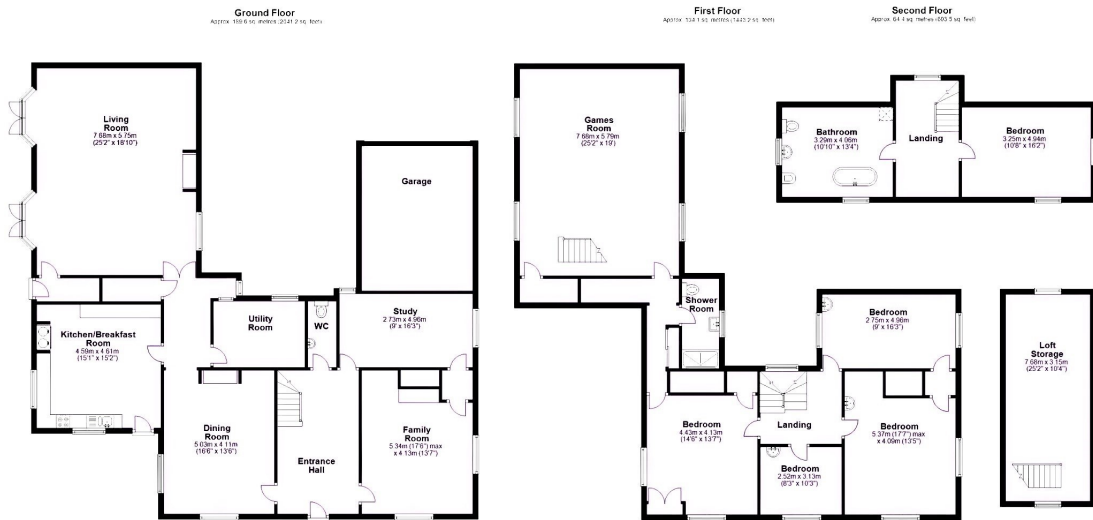 Ground Floor
First Floor
Second Floor
Living
Room
7.68m x 5.75m
(25'2" x 18'10")
Garage
Kitchen/Breakfast
Room
4.59m x 4.61m
(15'1" x 15'2")
Utility
Room
WC
Study
2.73m x 4.96m
(9' x 16'3")
Dining
Room
5.03m x 4.11m
(16'6" x 13'6")
Entrance
Hall
Family
Room
5.34m (17'6") max
x 4.13m (13'7")
Games
Room
7.68m x 5.79m
(25'2" x 19')
Shower
Room
Bedroom
2.75m x 4.96m
(9' x 16'3")
Bedroom
4.43m x 4.13m
(14'6" x 13'7")
Landing
Bedroom
2.52m x 3.13m
(8'3" x 10'3")
Bedroom
5.37m (17'7") max
x 4.09m (13'5")
Bathroom
3.29m x 4.06m
(10'10" x 13'4")
Landing
Bedroom
3.25m x 4.94m
(10'8" x 16'2")
Loft
Storage
7.68m x 3.15m
(25'2" x 10'4")